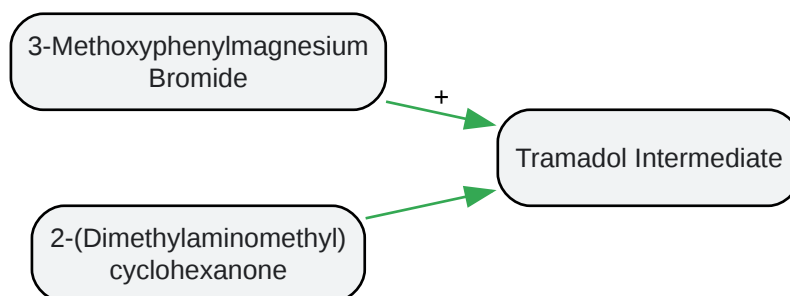 3-Methoxyphenylmagnesium
Bromide
+
Tramadol Intermediate
2-(Dimethylaminomethyl)
cyclohexanone